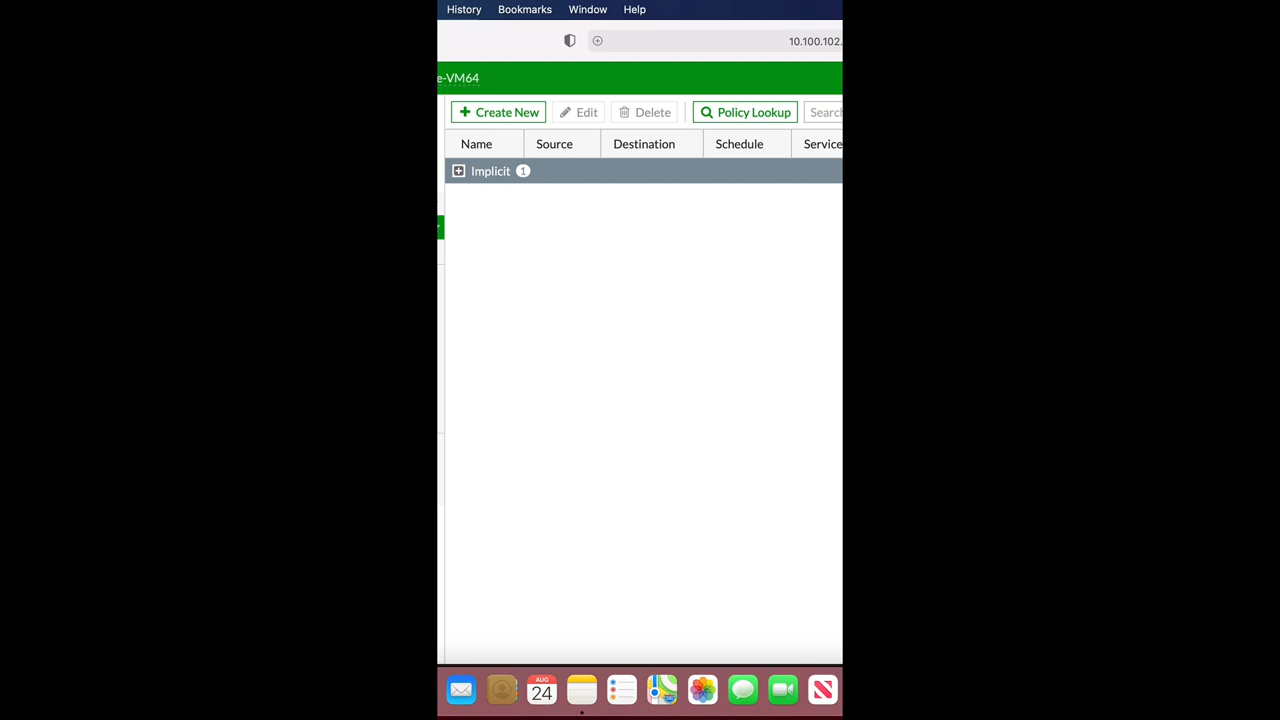 History Bookmarks Window Help
10.100.102.
e-VM64
Create New Edit Delete Policy Lookup Searc
Name Source Destination Schedule Service
Implicit 1
AUG
24